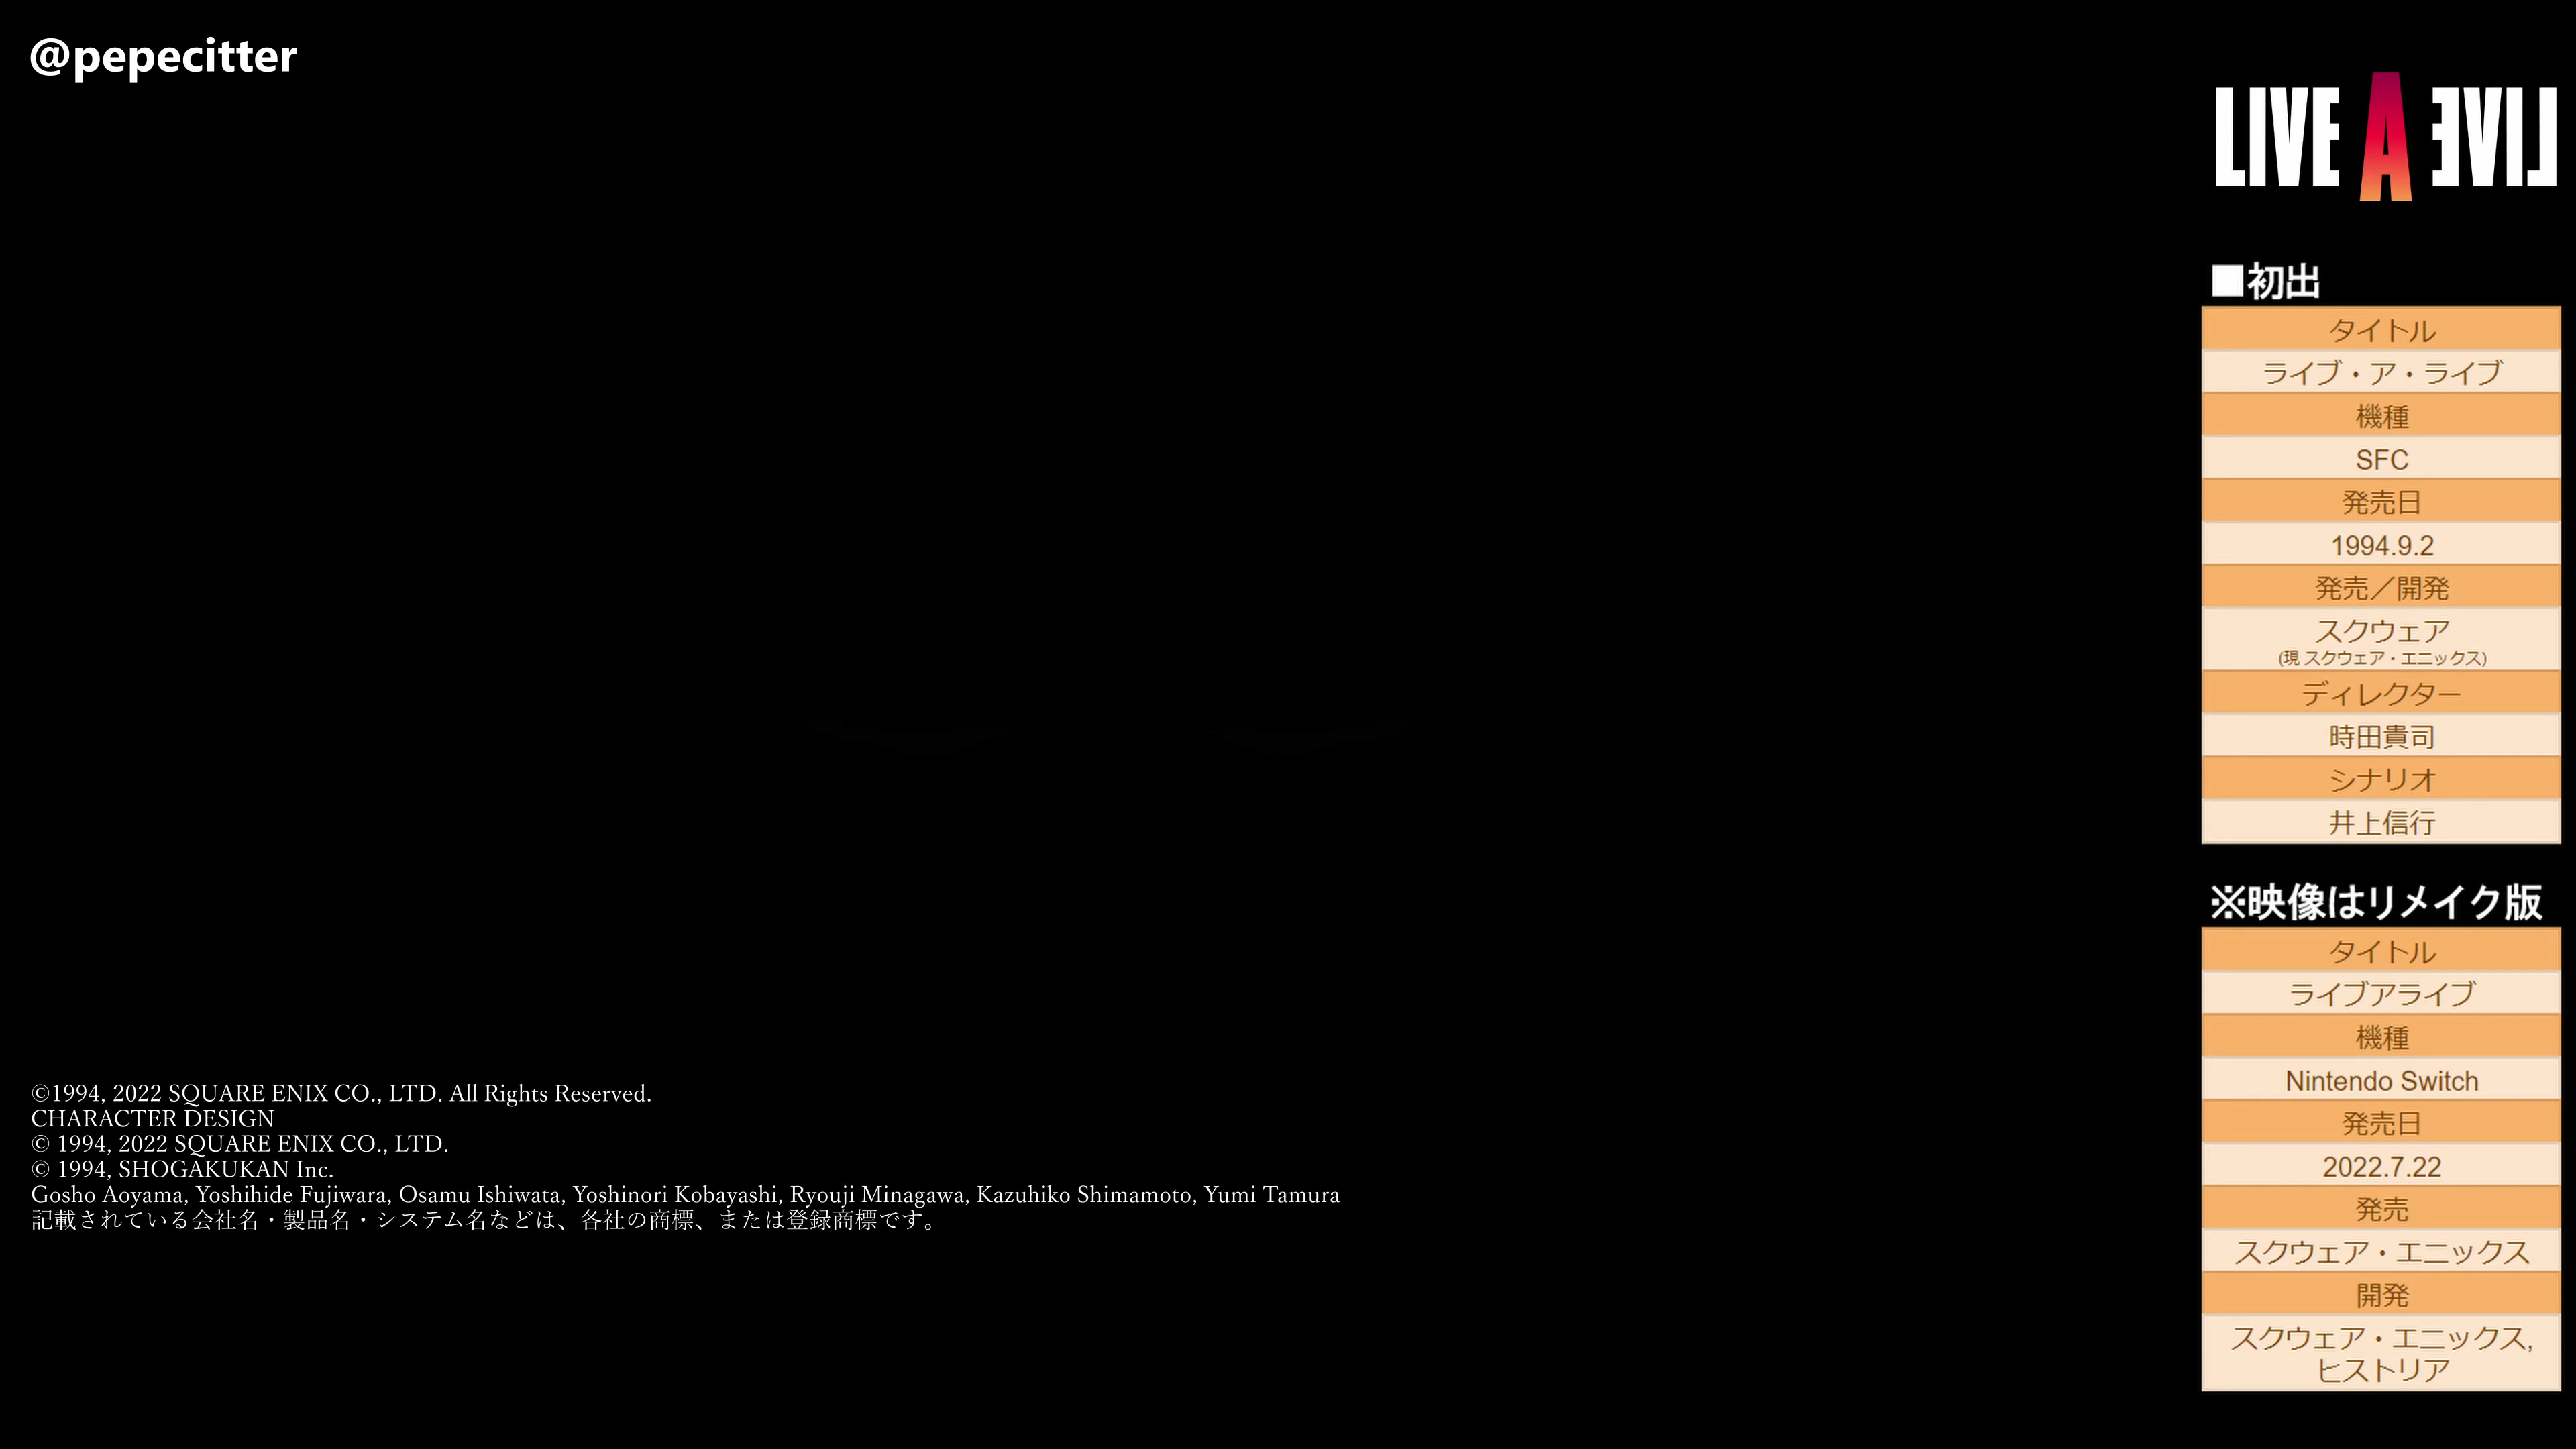 @pepecitter
LIVE A LIVE
■初出
タイトル
ライブ・ア・ライブ
機種
SFC
発売日
1994.9.2
発売／開発
スクウェア
(現 スクウェア・エニックス)
ディレクター
時田貴司
シナリオ
井上信行
※映像はリメイク版
タイトル
ライブアライブ
機種
Nintendo Switch
発売日
2022.7.22
発売
スクウェア・エニックス
開発
スクウェア・エニックス,
ヒストリア
©1994, 2022 SQUARE ENIX CO., LTD. All Rights Reserved.
CHARACTER DESIGN
© 1994, 2022 SQUARE ENIX CO., LTD.
© 1994, SHOGAKUKAN Inc.
Gosho Aoyama, Yoshihide Fujiwara, Osamu Ishiwata, Yoshinori Kobayashi, Ryouji Minagawa, Kazuhiko Shimamoto, Yumi Tamura
記載されている会社名・製品名・システム名などは、各社の商標、または登録商標です。